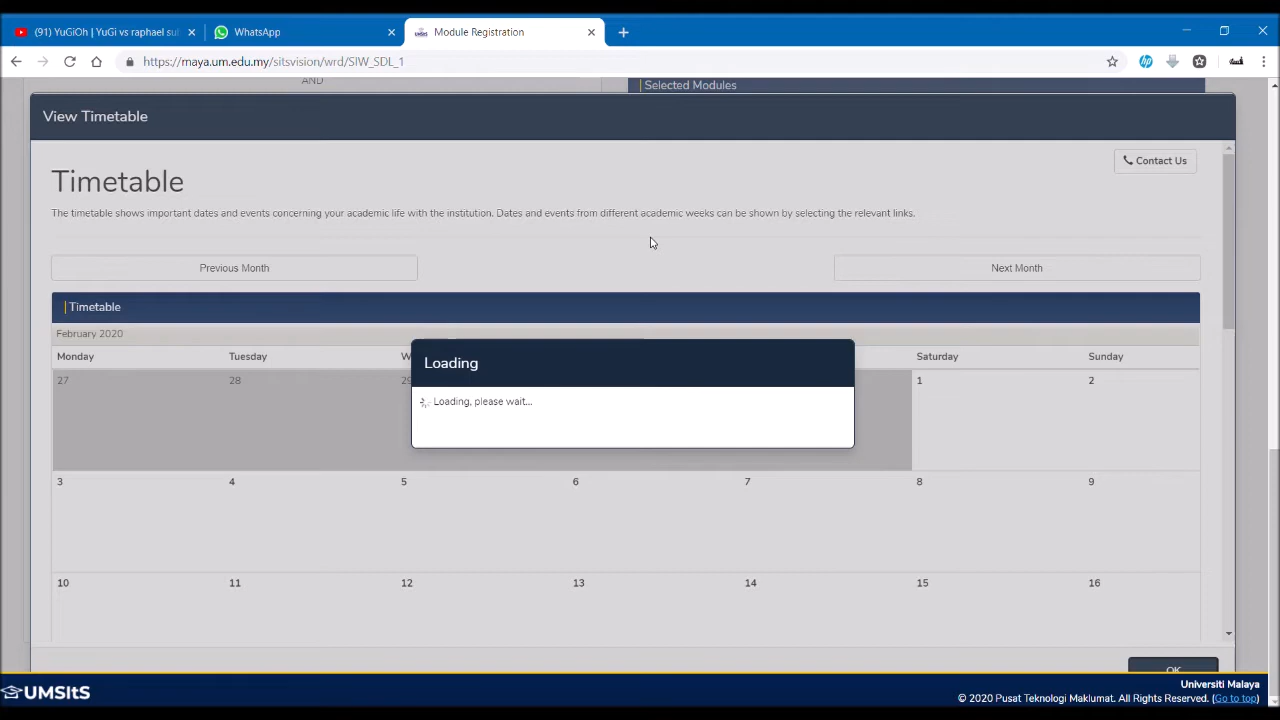 (91) YuGiOh | YuGi vs raphael sul
WhatsApp
Module Registration
https://maya.um.edu.my/sitsvision/wrd/SIW_SDL_1
AND
Selected Modules
View Timetable
Contact Us
Timetable
The timetable shows important dates and events concerning your academic life with the institution. Dates and events from different academic weeks can be shown by selecting the relevant links.
Previous Month
Next Month
Timetable
February 2020
Monday Tuesday W Saturday Sunday
Loading
27 28 29 1 2
Loading, please wait...
3 4 5 6 7 8 9
10 11 12 13 14 15 16
OK
UMSItS
Universiti Malaya
© 2020 Pusat Teknologi Maklumat. All Rights Reserved. (Go to top)